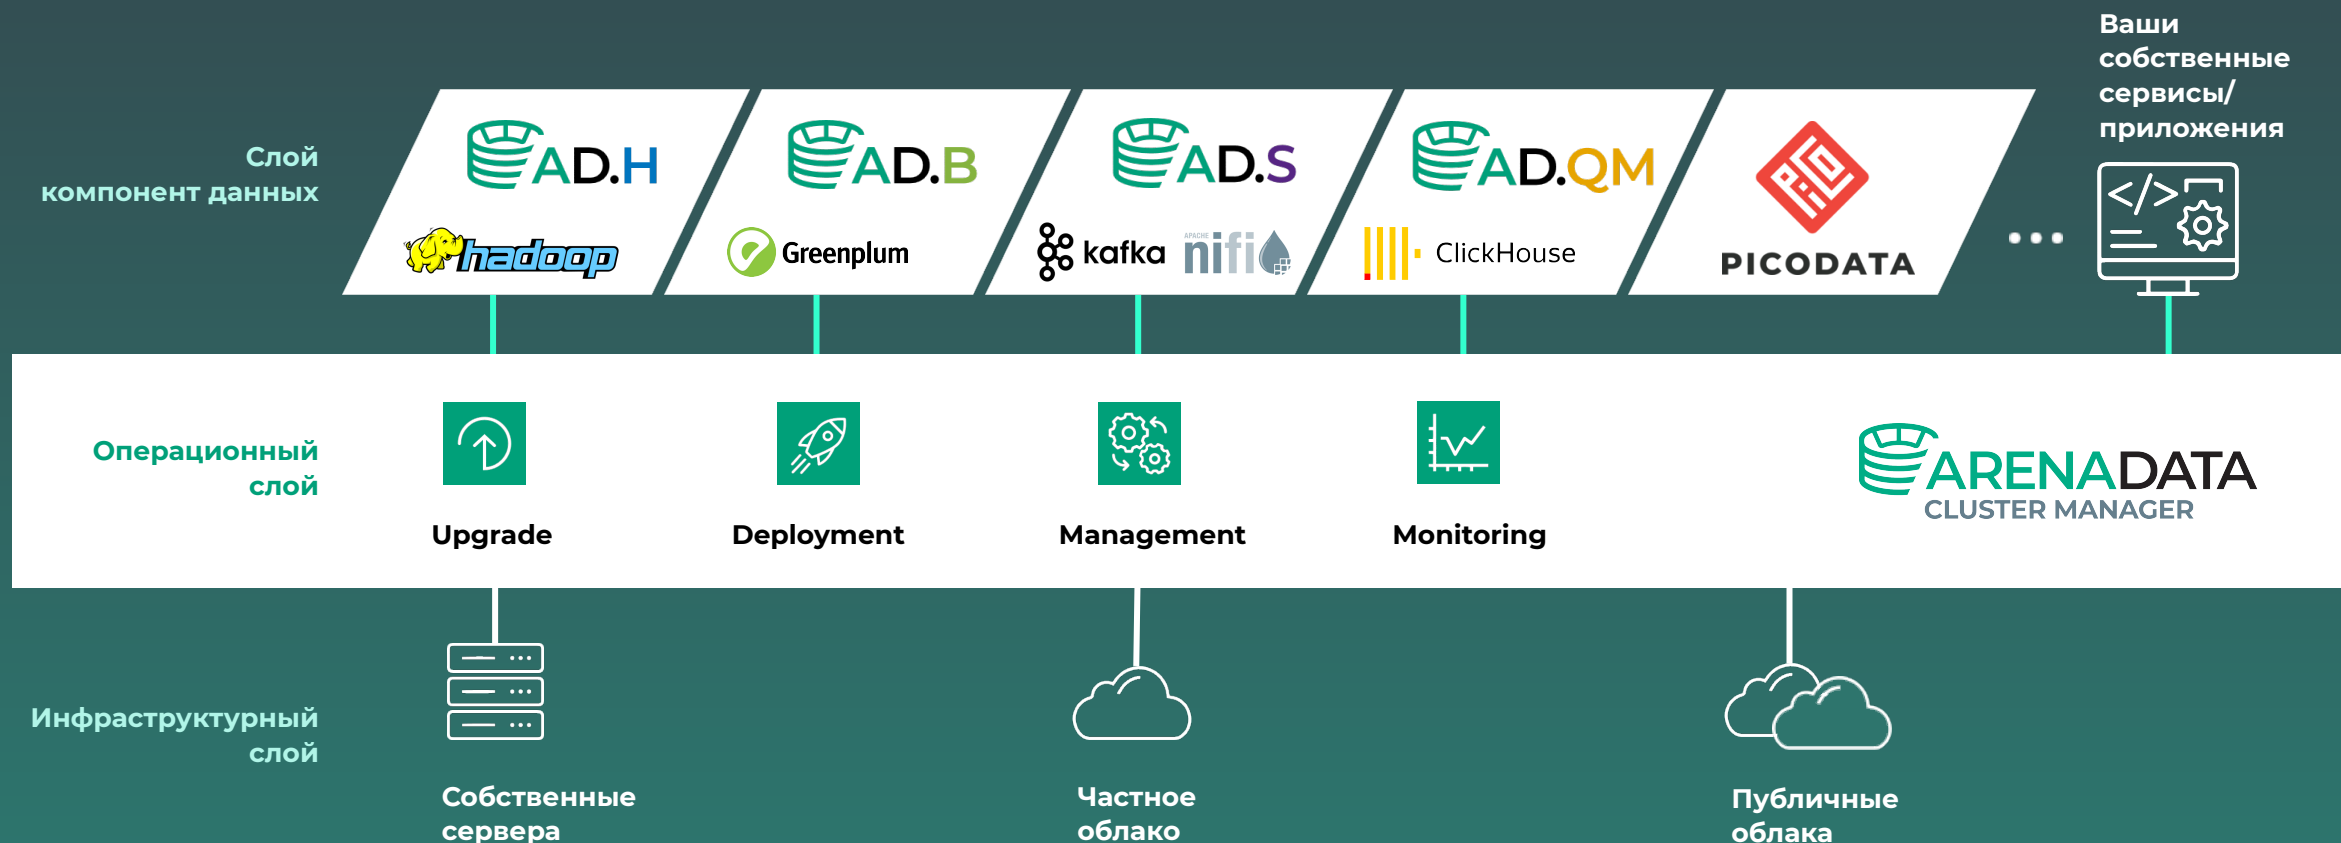 Ваши
собственные
сервисы/
приложения
Слой
компонент данных
AD.H
AD.B
AD.S
AD.QM
hadoop
Greenplum
kafka
APACHE
nifi
ClickHouse
PICODATA
</>
Операционный
слой
Upgrade
Deployment
Management
Monitoring
ARENADATA
CLUSTER MANAGER
Инфраструктурный
слой
Собственные
сервера
Частное
облако
Публичные
облака